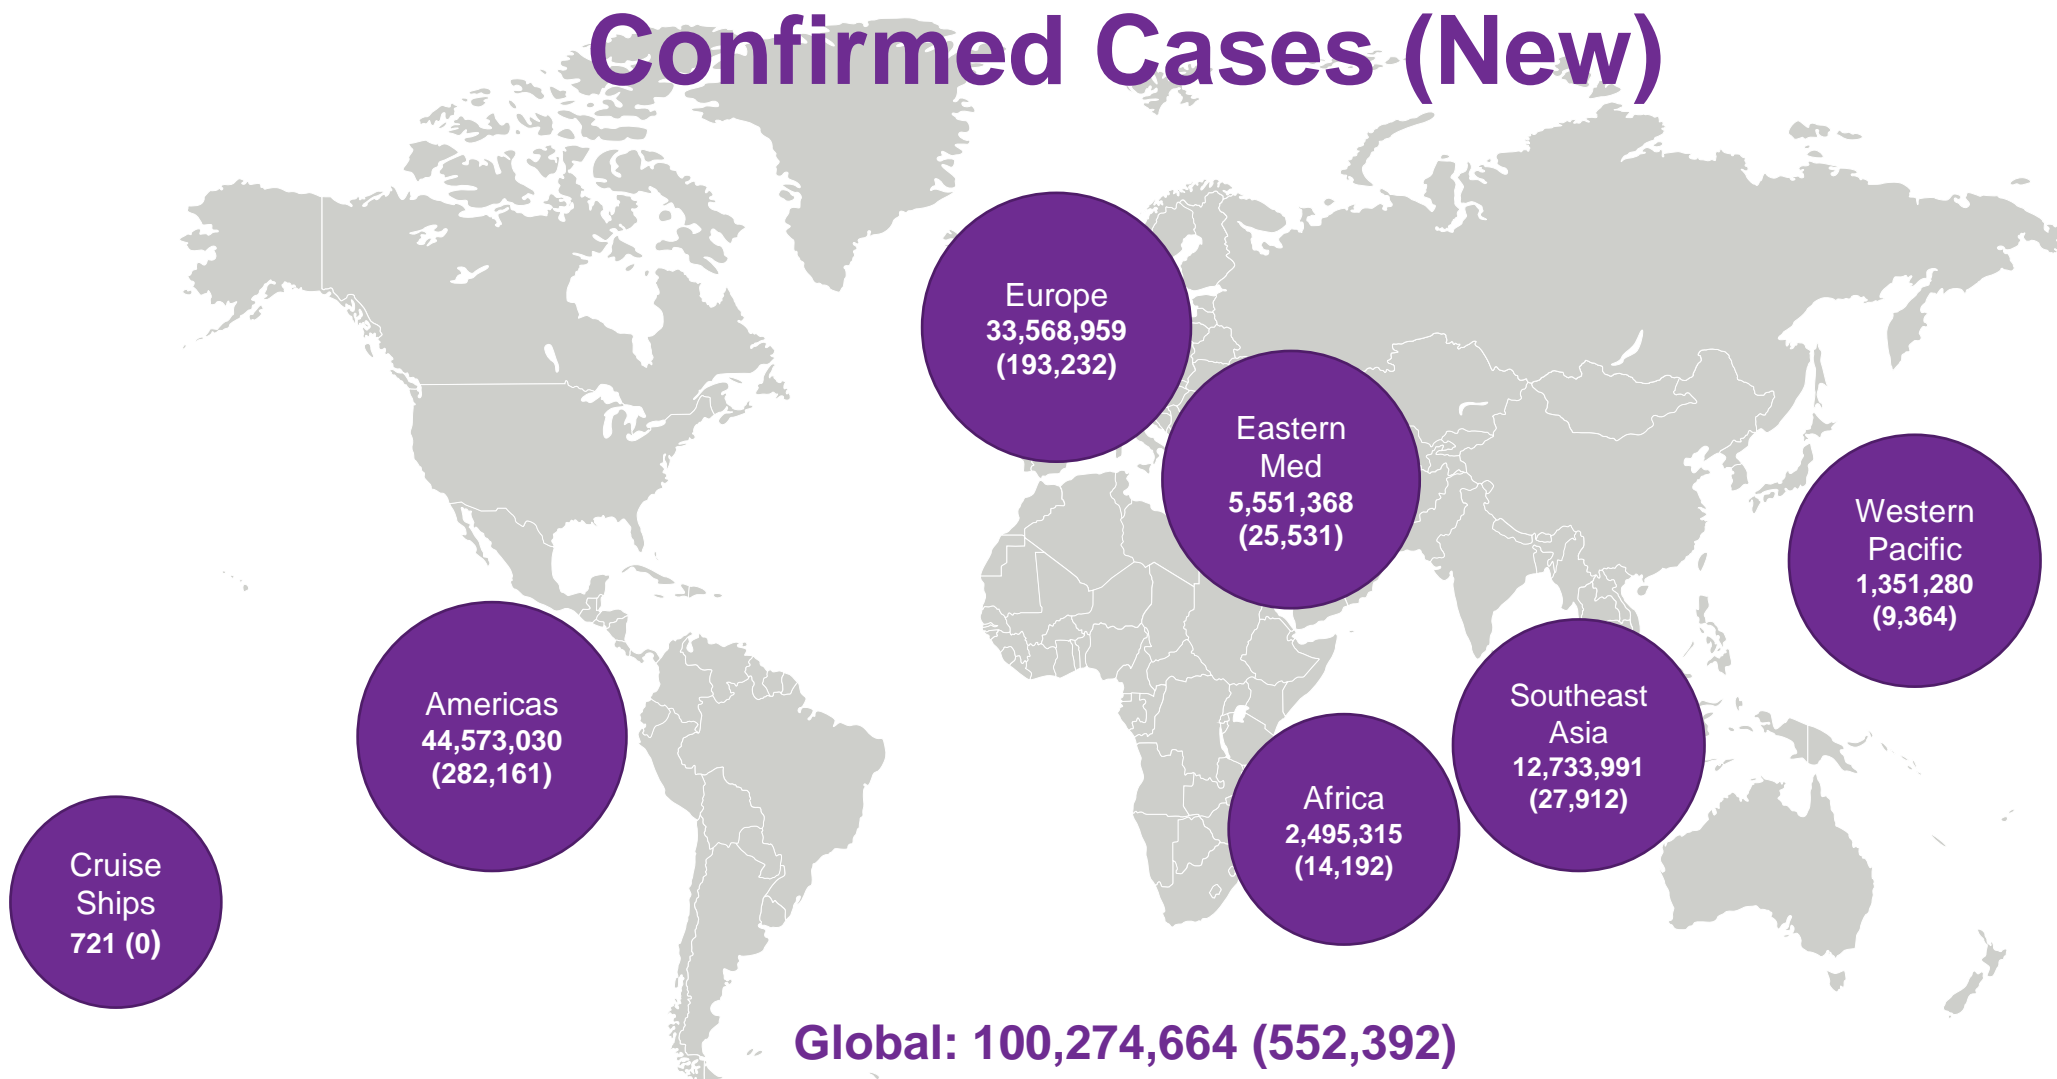 Confirmed Cases (New)
Europe
33,568,959
(193,232)
Eastern
Med
5,551,368
(25,531)
Western
Pacific
1,351,280
(9,364)
Americas
44,573,030
(282,161)
Southeast
Asia
12,733,991
(27,912)
Africa
2,495,315
(14,192)
Cruise
Ships
721 (0)
Global: 100,274,664 (552,392)